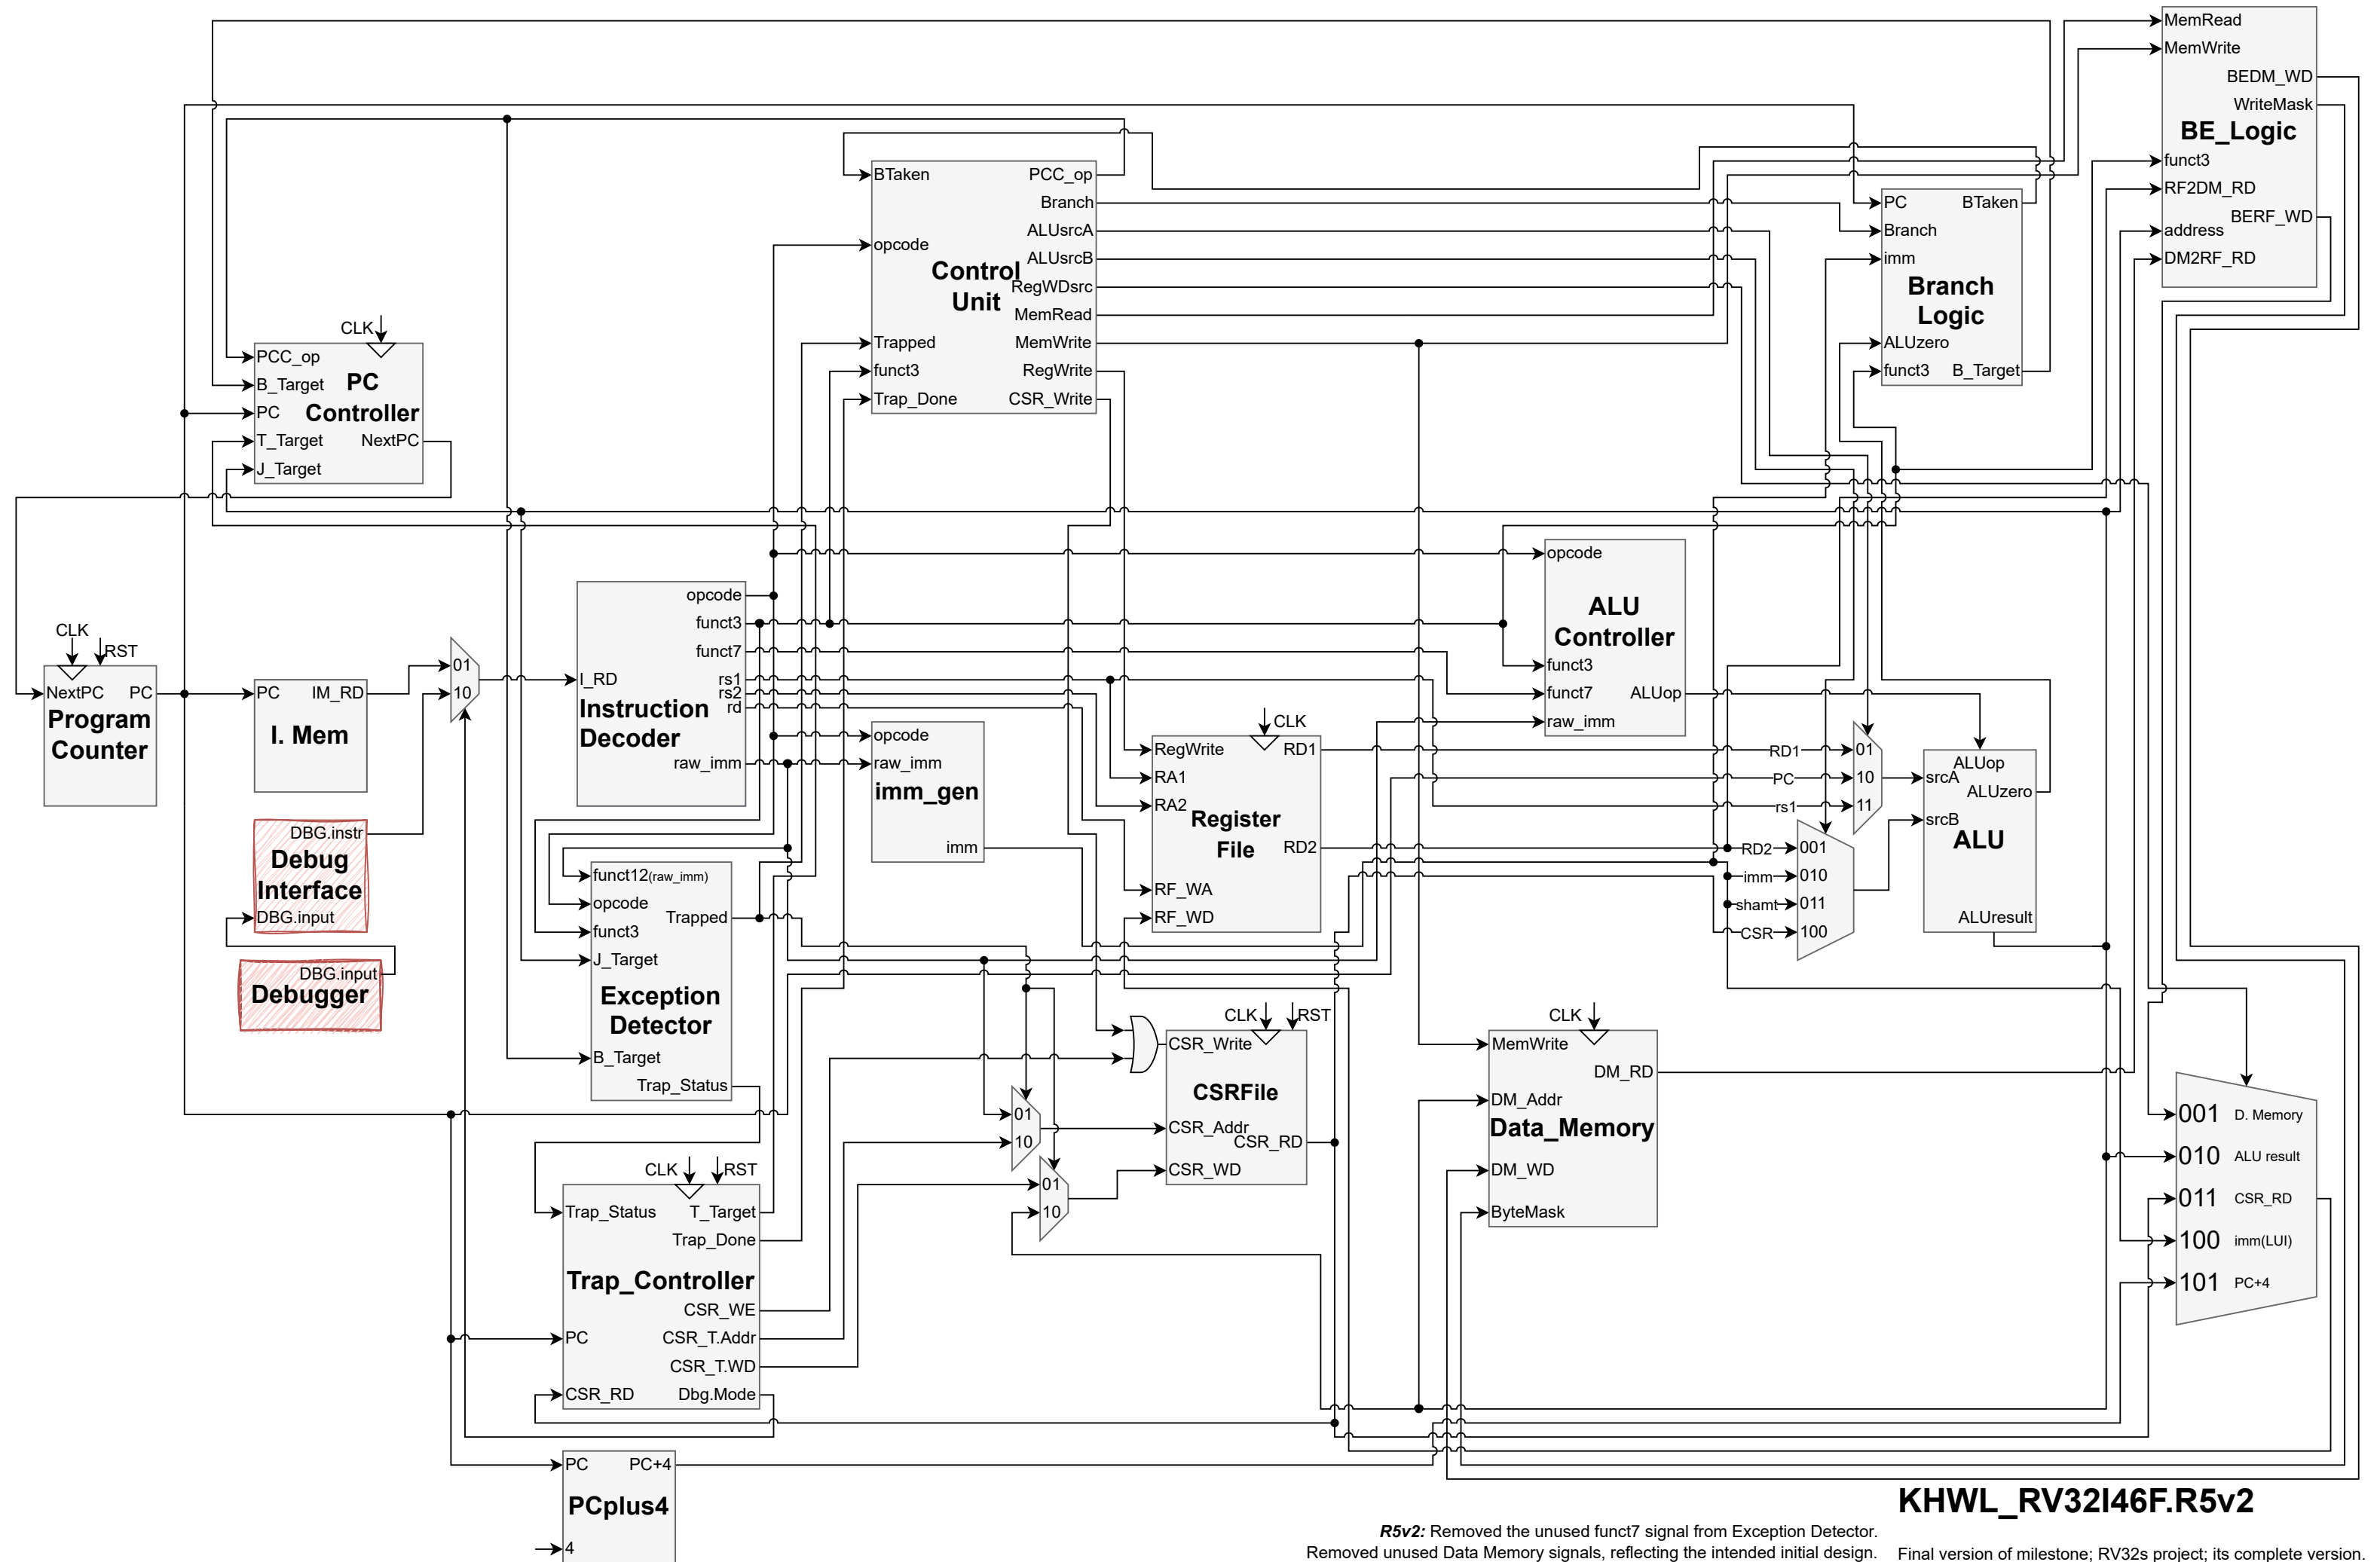 MemRead
MemWrite
BEDM_WD
WriteMask
BE_Logic
funct3
RF2DM_RD
BERF_WD
address
DM2RF_RD
BTaken
PCC_op
Branch
ALUsrcA
opcode
ALUsrcB
Control
Unit
RegWDsrc
MemRead
Trapped
MemWrite
funct3
RegWrite
Trap_Done
CSR_Write
PC
BTaken
Branch
imm
Branch
Logic
ALUzero
funct3
B_Target
CLK
PCC_op
B_Target
PC
Controller
PC
T_Target
NextPC
J_Target
CLK
RST
NextPC
PC
Program
Counter
PC
IM_RD
I. Mem
01
10
DBG.instr
Debug
Interface
DBG.input
DBG.input
Debugger
opcode
funct3
funct7
I_RD
rs1
rs2
rd
Instruction
Decoder
raw_imm
opcode
raw_imm
imm_gen
imm
CLK
RegWrite
RD1
RA1
RA2
Register
File
RD2
RF_WA
RF_WD
opcode
ALU
Controller
funct3
funct7
ALUop
raw_imm
RD1
01
PC
10
rs1
11
RD2
001
imm
010
shamt
011
CSR
100
ALUop
srcA
ALUzero
srcB
ALU
ALUresult
funct12(raw_imm)
opcode
Trapped
funct3
J_Target
Exception
Detector
B_Target
Trap_Status
CLK
RST
CSR_Write
CSRFile
CSR_Addr
CSR_RD
CSR_WD
01
10
01
10
CLK
MemWrite
DM_RD
DM_Addr
Data_Memory
DM_WD
ByteMask
001 D. Memory
010 ALU result
011 CSR_RD
100 imm(LUI)
101 PC+4
CLK
RST
Trap_Status
T_Target
Trap_Done
Trap_Controller
CSR_WE
PC
CSR_T.Addr
CSR_T.WD
CSR_RD
Dbg.Mode
PC
PC+4
PCplus4
4
KHWL_RV32I46F.R5v2
R5v2: Removed the unused funct7 signal from Exception Detector.
Removed unused Data Memory signals, reflecting the intended initial design.
Final version of milestone; RV32s project; its complete version.